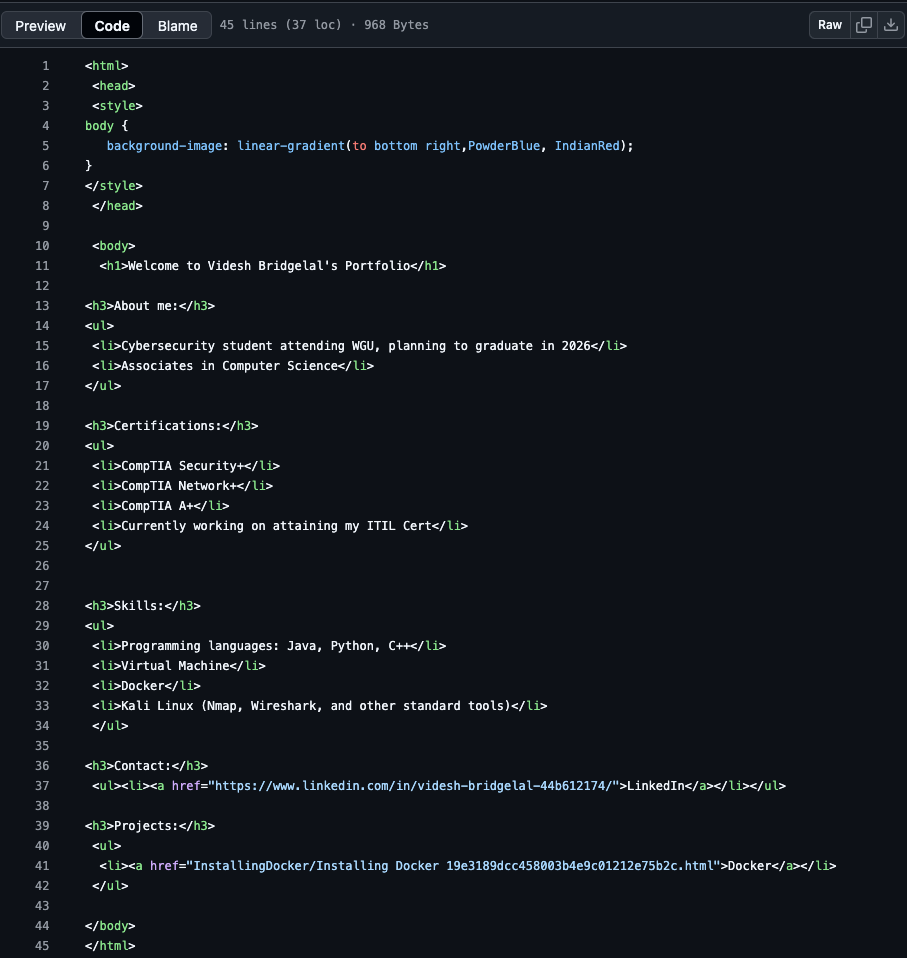 Preview Code Blame 45 lines (37 loc) · 968 Bytes Raw
1 <html>
2 <head>
3 <style>
4 body {
5 background-image: linear-gradient(to bottom right,PowderBlue, IndianRed);
6 }
7 </style>
8 </head>
9
10 <body>
11 <h1>Welcome to Videsh Bridgelal's Portfolio</h1>
12
13 <h3>About me:</h3>
14 <ul>
15 <li>Cybersecurity student attending WGU, planning to graduate in 2026</li>
16 <li>Associates in Computer Science</li>
17 </ul>
18
19 <h3>Certifications:</h3>
20 <ul>
21 <li>CompTIA Security+</li>
22 <li>CompTIA Network+</li>
23 <li>CompTIA A+</li>
24 <li>Currently working on attaining my ITIL Cert</li>
25 </ul>
26
27
28 <h3>Skills:</h3>
29 <ul>
30 <li>Programming languages: Java, Python, C++</li>
31 <li>Virtual Machine</li>
32 <li>Docker</li>
33 <li>Kali Linux (Nmap, Wireshark, and other standard tools)</li>
34 </ul>
35
36 <h3>Contact:</h3>
37 <ul><li><a href="https://www.linkedin.com/in/videsh-bridgelal-44b612174/">LinkedIn</a></li></ul>
38
39 <h3>Projects:</h3>
40 <ul>
41 <li><a href="InstallingDocker/Installing Docker 19e3189dcc458003b4e9c01212e75b2c.html">Docker</a></li>
42 </ul>
43
44 </body>
45 </html>